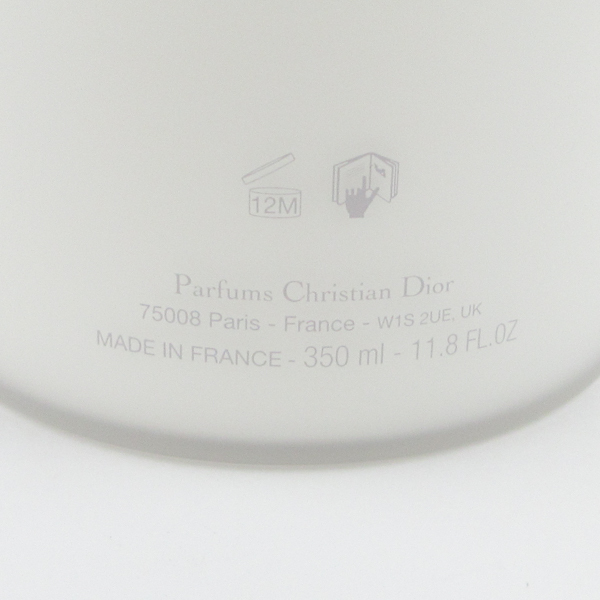 12M
Parfums Christian Dior
75008 Paris - France - W1S 2UE, UK
MADE IN FRANCE - 350 ml - 11.8 FL.OZ